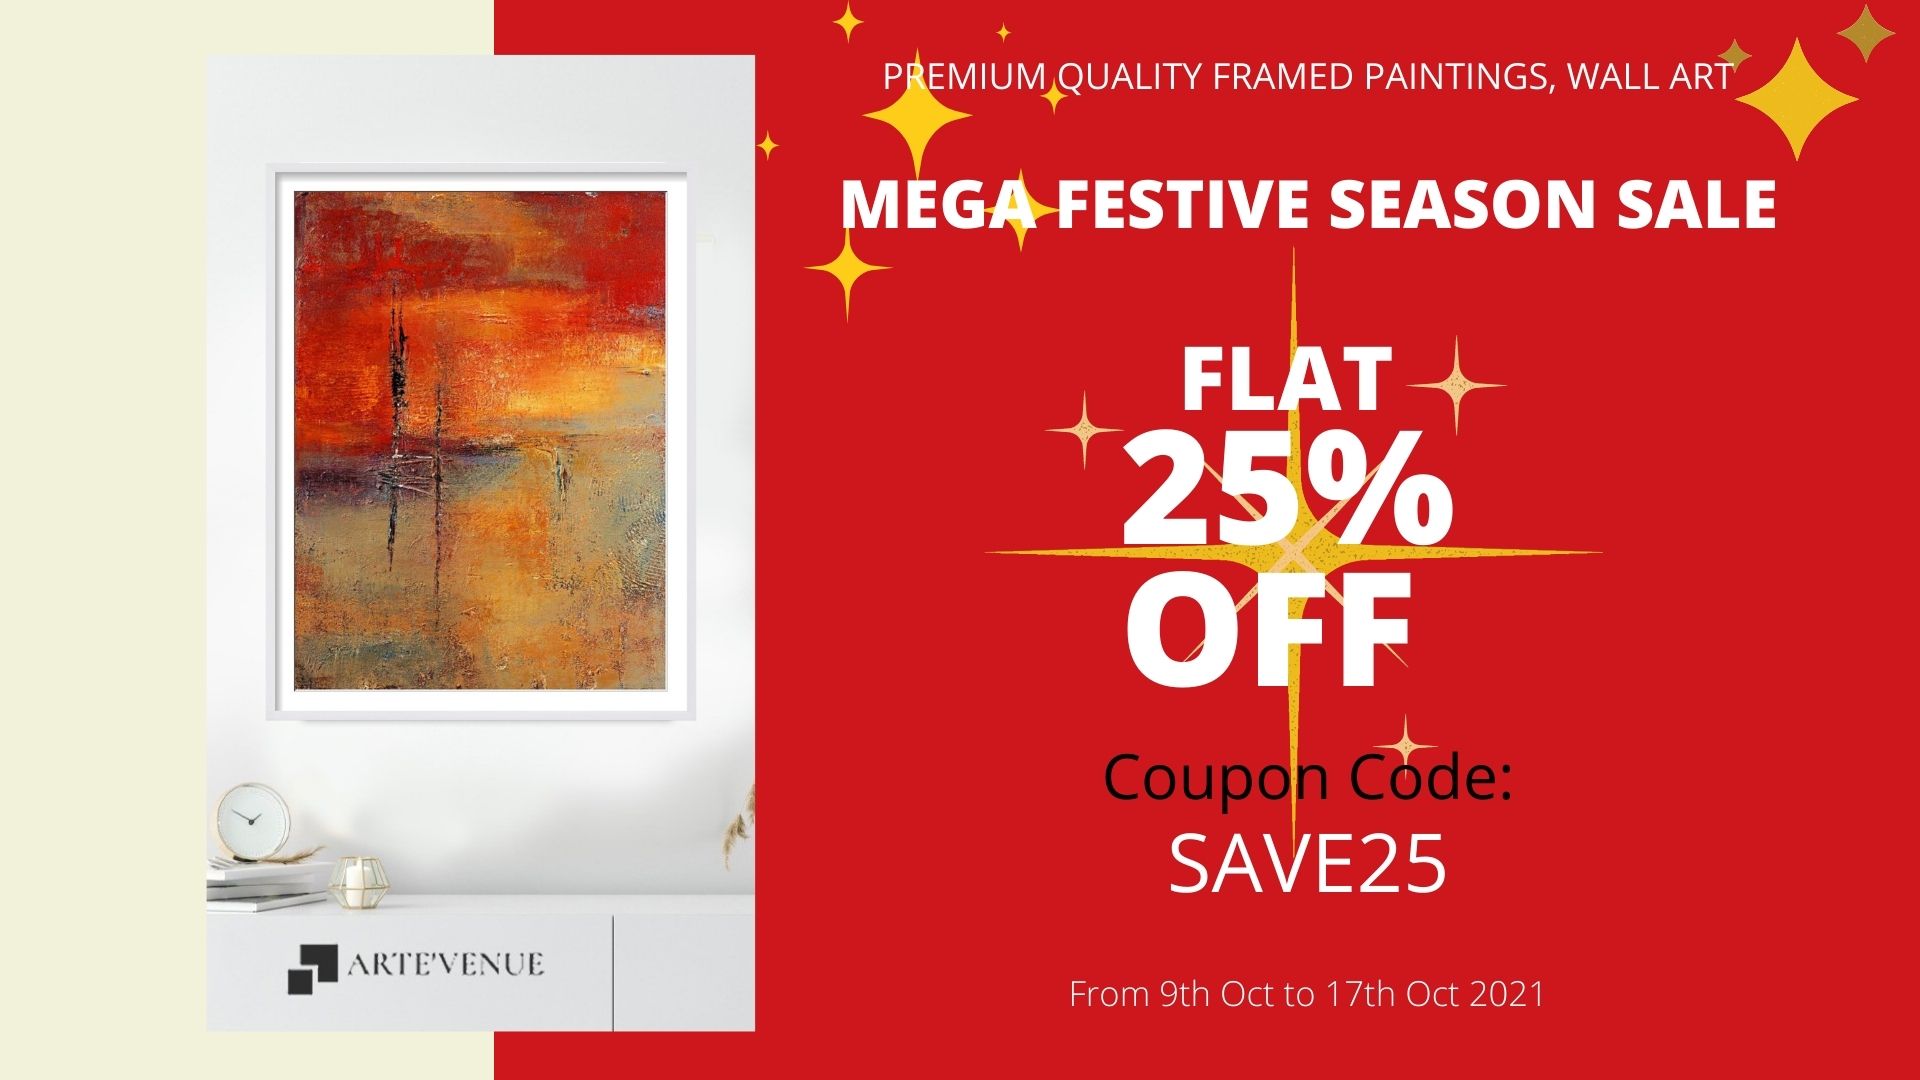 PREMIUM QUALITY FRAMED PAINTINGS, WALL ART
MEGA FESTIVE SEASON SALE
FLAT
25%
OFF
Coupon Code:
SAVE25
From 9th Oct to 17th Oct 2021
ARTE'VENUE